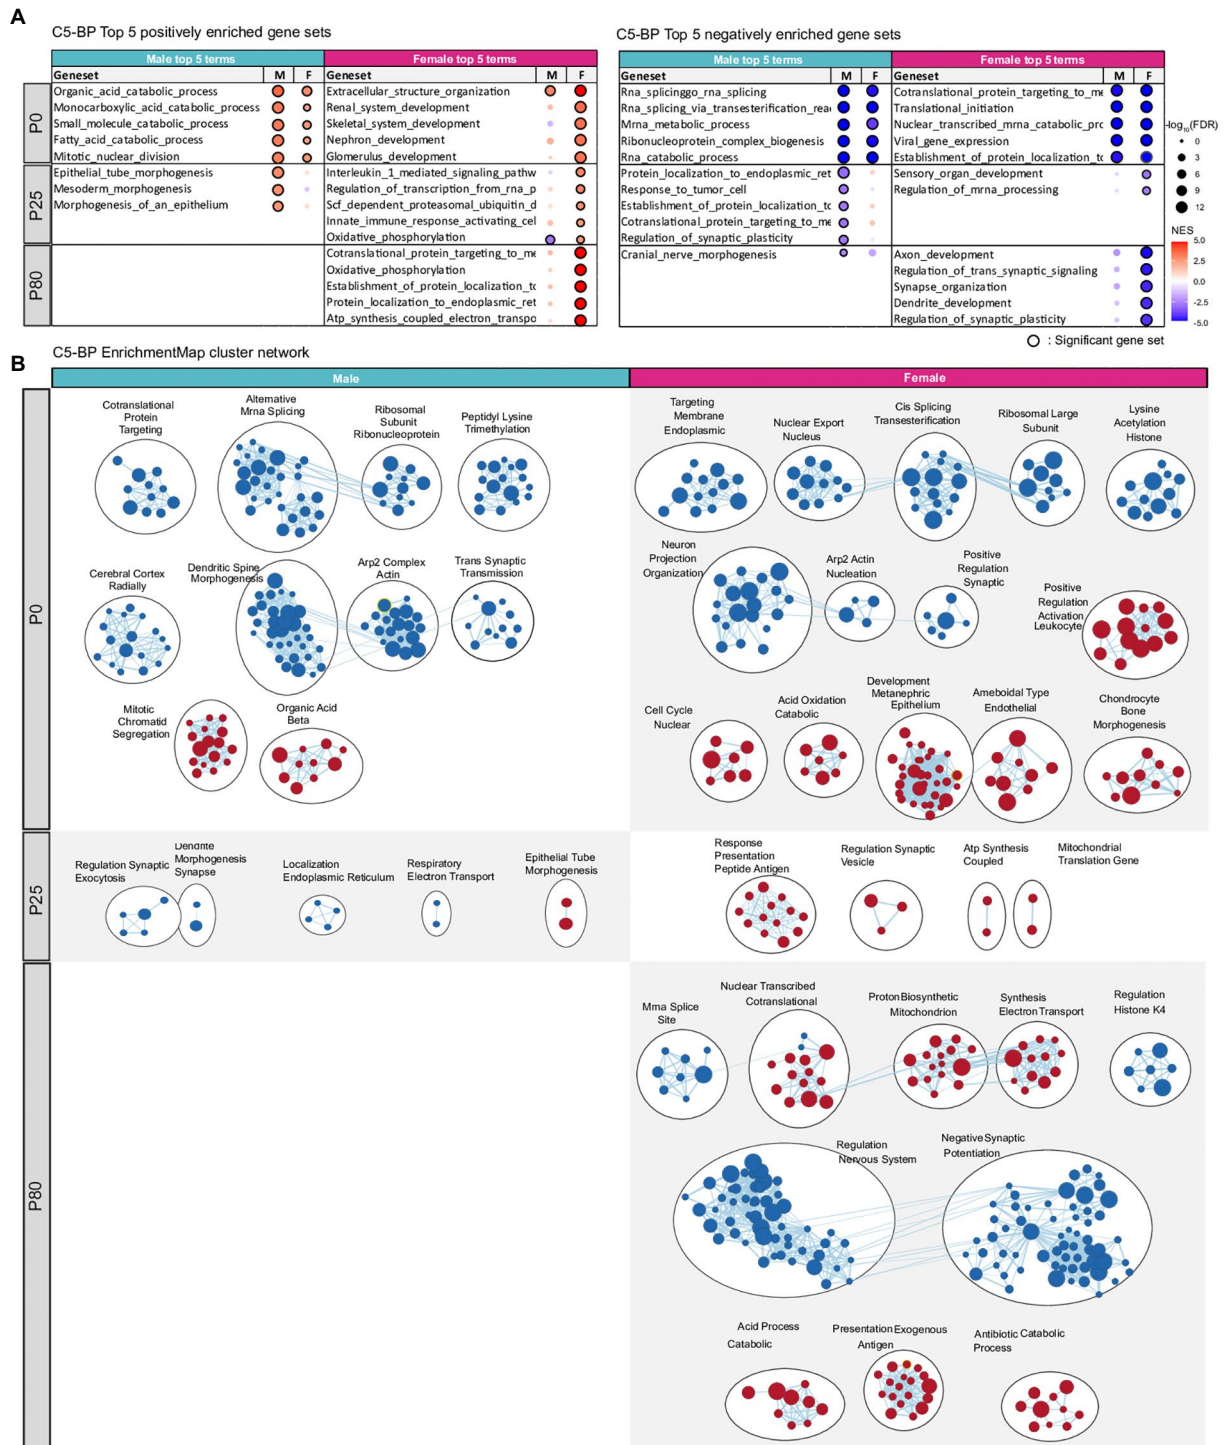 A
C5-BP Top 5 positively enriched gene sets
Male top 5 terms
Female top 5 terms
Geneset M F
Geneset M F
P0
Organic_acid_catabolic_process
Monocarboxylic_acid_catabolic_process
Small_molecule_catabolic_process
Fatty_acid_catabolic_process
Mitotic_nuclear_division
Extracellular_structure_organization
Renal_system_development
Skeletal_system_development
Nephron_development
Glomerulus_development
P25
Epithelial_tube_morphogenesis
Mesoderm_morphogenesis
Morphogenesis_of_an_epithelium
Interleukin_1_mediated_signaling_pathw
Regulation_of_transcription_from_rna_p
Scf_dependent_proteasomal_ubiquitin_d
Innate_immune_response_activating_cel
Oxidative_phosphorylation
P80
Cotranslational_protein_targeting_to_me
Oxidative_phosphorylation
Establishment_of_protein_localization_to
Protein_localization_to_endoplasmic_ret
Atp_synthesis_coupled_electron_transpo
C5-BP Top 5 negatively enriched gene sets
Male top 5 terms
Female top 5 terms
Geneset M F
Geneset M F
Rna_splicinggo_rna_splicing
Rna_splicing_via_transesterification_rea
Mrna_metabolic_process
Ribonucleoprotein_complex_biogenesis
Rna_catabolic_process
Cotranslational_protein_targeting_to_me
Translational_initiation
Nuclear_transcribed_mrna_catabolic_prc
Viral_gene_expression
Establishment_of_protein_localization_to
Protein_localization_to_endoplasmic_ret
Response_to_tumor_cell
Establishment_of_protein_localization_to
Cotranslational_protein_targeting_to_me
Regulation_of_synaptic_plasticity
Sensory_organ_development
Regulation_of_mrna_processing
Cranial_nerve_morphogenesis
Axon_development
Regulation_of_trans_synaptic_signaling
Synapse_organization
Dendrite_development
Regulation_of_synaptic_plasticity
-log10(FDR)
0
3
6
9
12
NES
5.0
2.5
0.0
-2.5
-5.0
: Significant gene set
B
C5-BP EnrichmentMap cluster network
Male
Female
P0
Cotranslational
Protein
Targeting
Alternative
Mrna Splicing
Ribosomal
Subunit
Ribonucleoprotein
Peptidyl Lysine
Trimethylation
Cerebral Cortex
Radially
Dendritic Spine
Morphogenesis
Arp2 Complex
Actin
Trans Synaptic
Transmission
Mitotic
Chromatid
Segregation
Organic Acid
Beta
Targeting
Membrane
Endoplasmic
Nuclear Export
Nucleus
Cis Splicing
Transesterification
Ribosomal Large
Subunit
Lysine
Acetylation
Histone
Neuron
Projection
Organization
Arp2 Actin
Nucleation
Positive
Regulation
Synaptic
Positive
Regulation
Activation
Leukocyte
Cell Cycle
Nuclear
Acid Oxidation
Catabolic
Development
Metanephric
Epithelium
Ameboidal Type
Endothelial
Chondrocyte
Bone
Morphogenesis
P25
Regulation Synaptic
Exocytosis
Dendrite
Morphogenesis
Synapse
Localization
Endoplasmic Reticulum
Respiratory
Electron Transport
Epithelial Tube
Morphogenesis
Response
Presentation
Peptide Antigen
Regulation Synaptic
Vesicle
Atp Synthesis
Coupled
Mitochondrial
Translation Gene
P80
Mrna Splice
Site
Nuclear Transcribed
Cotranslational
Proton Biosynthetic
Mitochondrion
Synthesis
Electron Transport
Regulation
Histone K4
Regulation
Nervous System
Negative Synaptic
Potentiation
Acid Process
Catabolic
Presentation Exogenous
Antigen
Antibiotic Catabolic
Process